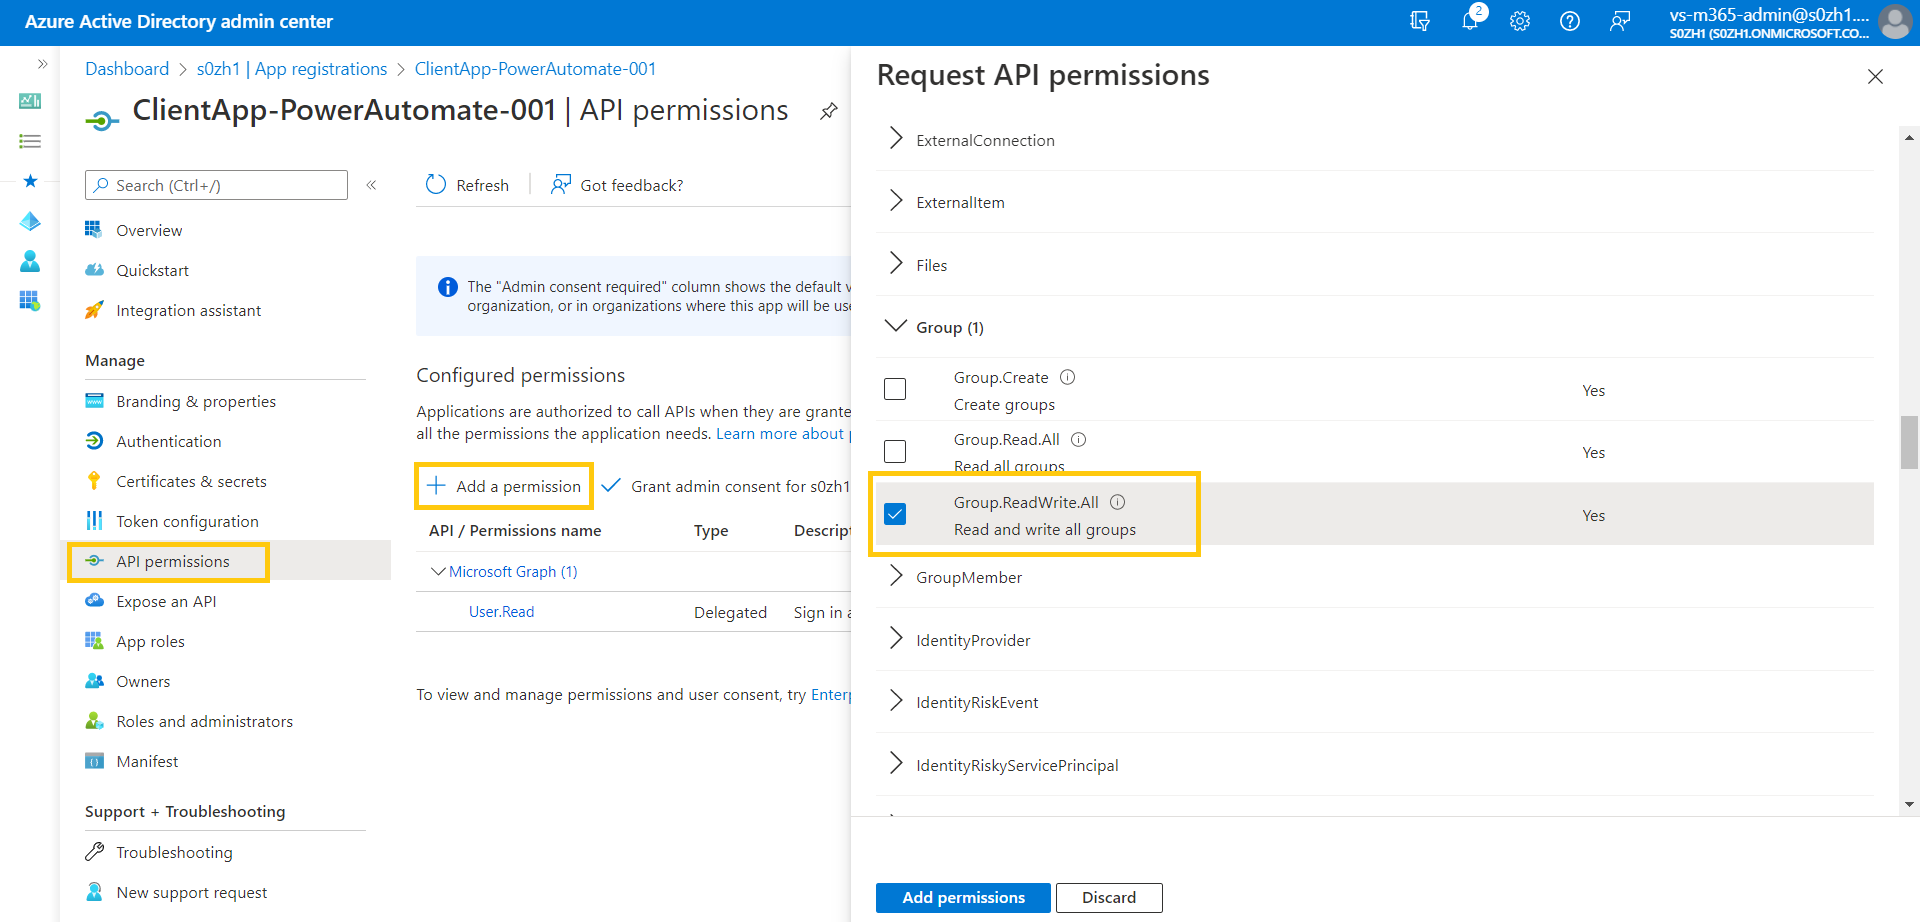 Azure Active Directory admin center
2
vs-m365-admin@s0zh1....
S0ZH1 (S0ZH1.ONMICROSOFT.CO...
Dashboard > s0zh1 | App registrations > ClientApp-PowerAutomate-001
ClientApp-PowerAutomate-001 | API permissions
Search (Ctrl+/)
Overview
Quickstart
Integration assistant
Manage
Branding & properties
Authentication
Certificates & secrets
Token configuration
API permissions
Expose an API
App roles
Owners
Roles and administrators
Manifest
Support + Troubleshooting
Troubleshooting
New support request
Refresh
Got feedback?
The "Admin consent required" column shows the default v
organization, or in organizations where this app will be use
Configured permissions
Applications are authorized to call APIs when they are grante
all the permissions the application needs. Learn more about p
Add a permission
Grant admin consent for s0zh1
API / Permissions name Type Descript
Microsoft Graph (1)
User.Read Delegated Sign in a
To view and manage permissions and user consent, try Enterp
Request API permissions
ExternalConnection
ExternalItem
Files
Group (1)
Group.Create
Create groups
Yes
Group.Read.All
Read all groups
Yes
Group.ReadWrite.All
Read and write all groups
Yes
GroupMember
IdentityProvider
IdentityRiskEvent
IdentityRiskyServicePrincipal
Add permissions
Discard